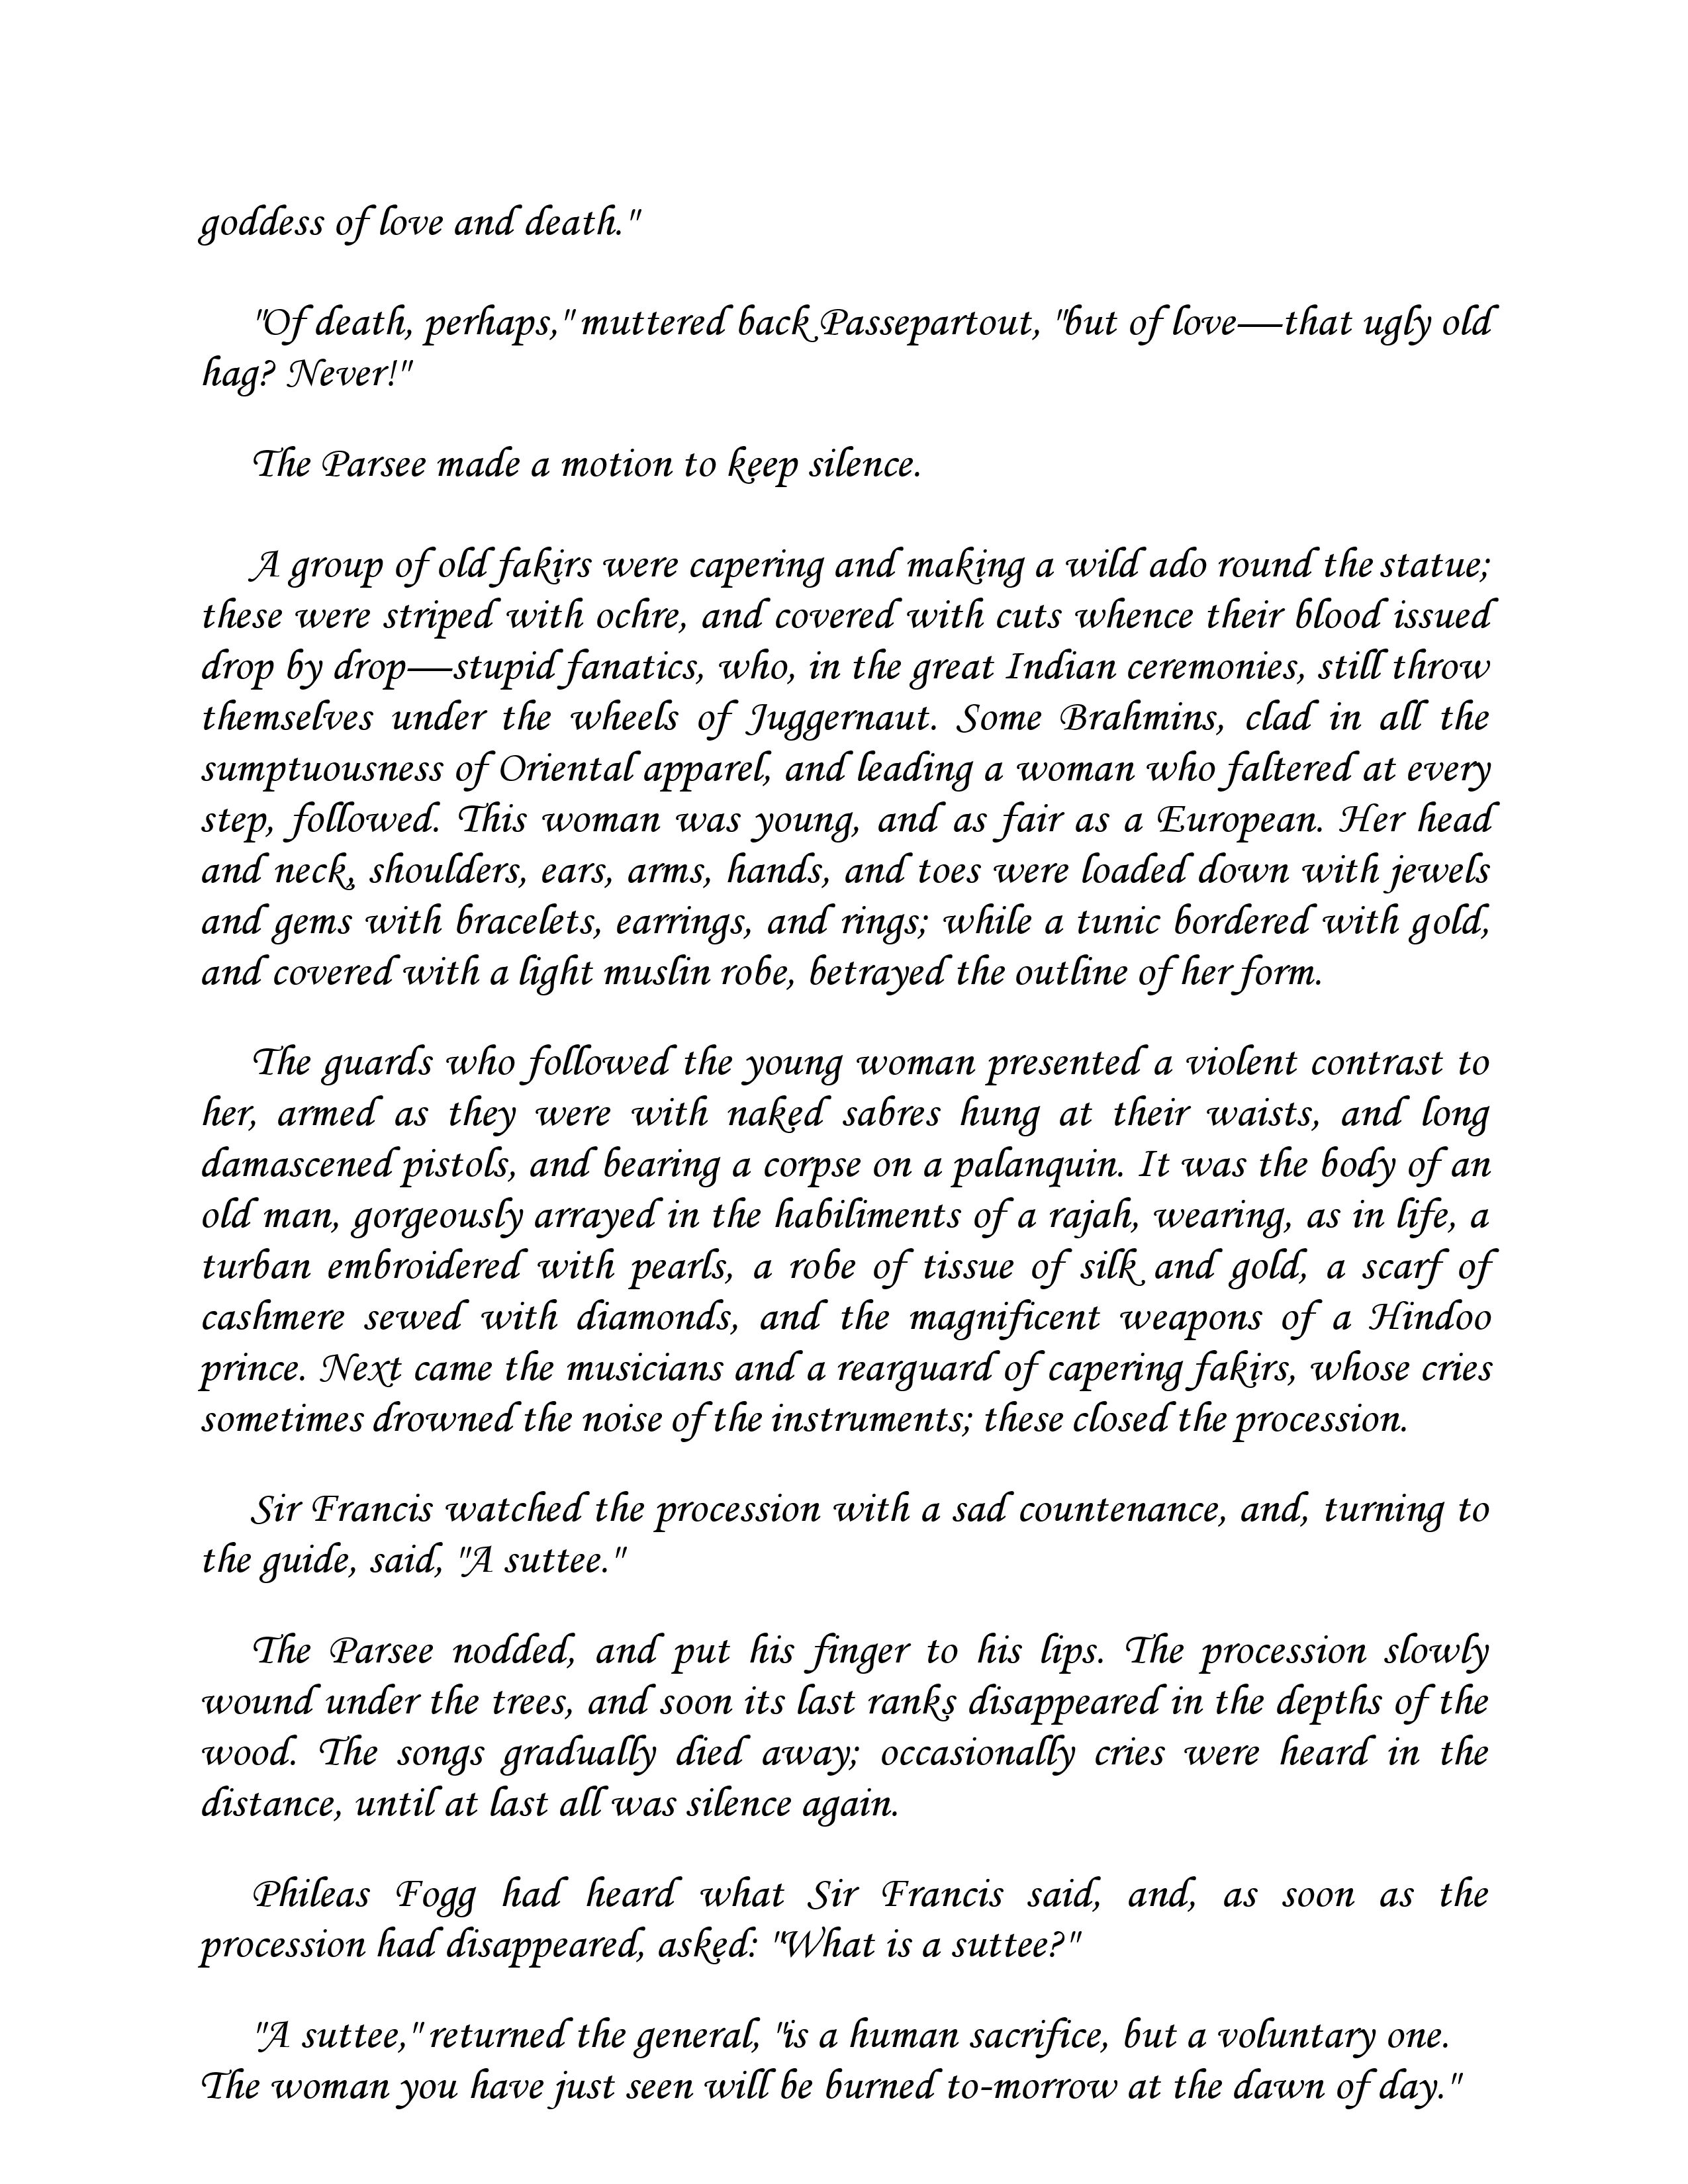 goddess of love and death."
"Of death, perhaps," muttered back Passepartout, "but of love—that ugly old
hag? Never!"
The Parsee made a motion to keep silence.
A group of old fakirs were capering and making a wild ado round the statue;
these were striped with ochre, and covered with cuts whence their blood issued
drop by drop—stupid fanatics, who, in the great Indian ceremonies, still throw
themselves under the wheels of Juggernaut. Some Brahmins, clad in all the
sumptuousness of Oriental apparel, and leading a woman who faltered at every
step, followed. This woman was young, and as fair as a European. Her head
and neck, shoulders, ears, arms, hands, and toes were loaded down with jewels
and gems with bracelets, earrings, and rings; while a tunic bordered with gold,
and covered with a light muslin robe, betrayed the outline of her form.
The guards who followed the young woman presented a violent contrast to
her, armed as they were with naked sabres hung at their waists, and long
damascened pistols, and bearing a corpse on a palanquin. It was the body of an
old man, gorgeously arrayed in the habiliments of a rajah, wearing, as in life, a
turban embroidered with pearls, a robe of tissue of silk and gold, a scarf of
cashmere sewed with diamonds, and the magnificent weapons of a Hindoo
prince. Next came the musicians and a rearguard of capering fakirs, whose cries
sometimes drowned the noise of the instruments; these closed the procession.
Sir Francis watched the procession with a sad countenance, and, turning to
the guide, said, "A suttee."
The Parsee nodded, and put his finger to his lips. The procession slowly
wound under the trees, and soon its last ranks disappeared in the depths of the
wood. The songs gradually died away; occasionally cries were heard in the
distance, until at last all was silence again.
Phileas Fogg had heard what Sir Francis said, and, as soon as the
procession had disappeared, asked: "What is a suttee?"
"A suttee," returned the general, "is a human sacrifice, but a voluntary one.
The woman you have just seen will be burned to-morrow at the dawn of day."